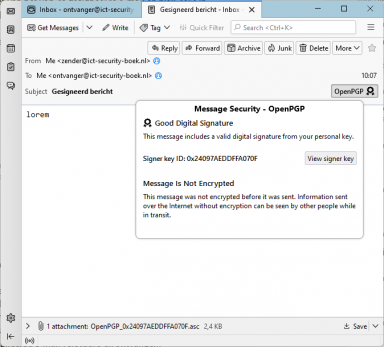 Inbox - ontvanger@ict-security
Gesigneerd bericht - Inbox
Get Messages
Write
Tag
Quick Filter
Search <Ctrl+K>
Reply
Forward
Archive
Junk
Delete
More
From Me <zender@ict-security-boek.nl>
To Me <ontvanger@ict-security-boek.nl>
10:07
Subject Gesigneerd bericht
OpenPGP
lorem
Message Security - OpenPGP
Good Digital Signature
This message includes a valid digital signature from your personal key.
Signer key ID: 0x24097AEDDFFA070F
View signer key
Message Is Not Encrypted
This message was not encrypted before it was sent. Information sent
over the Internet without encryption can be seen by other people while
in transit.
1 attachment: OpenPGP_0x24097AEDDFFA070F.asc 2,4 KB
Save